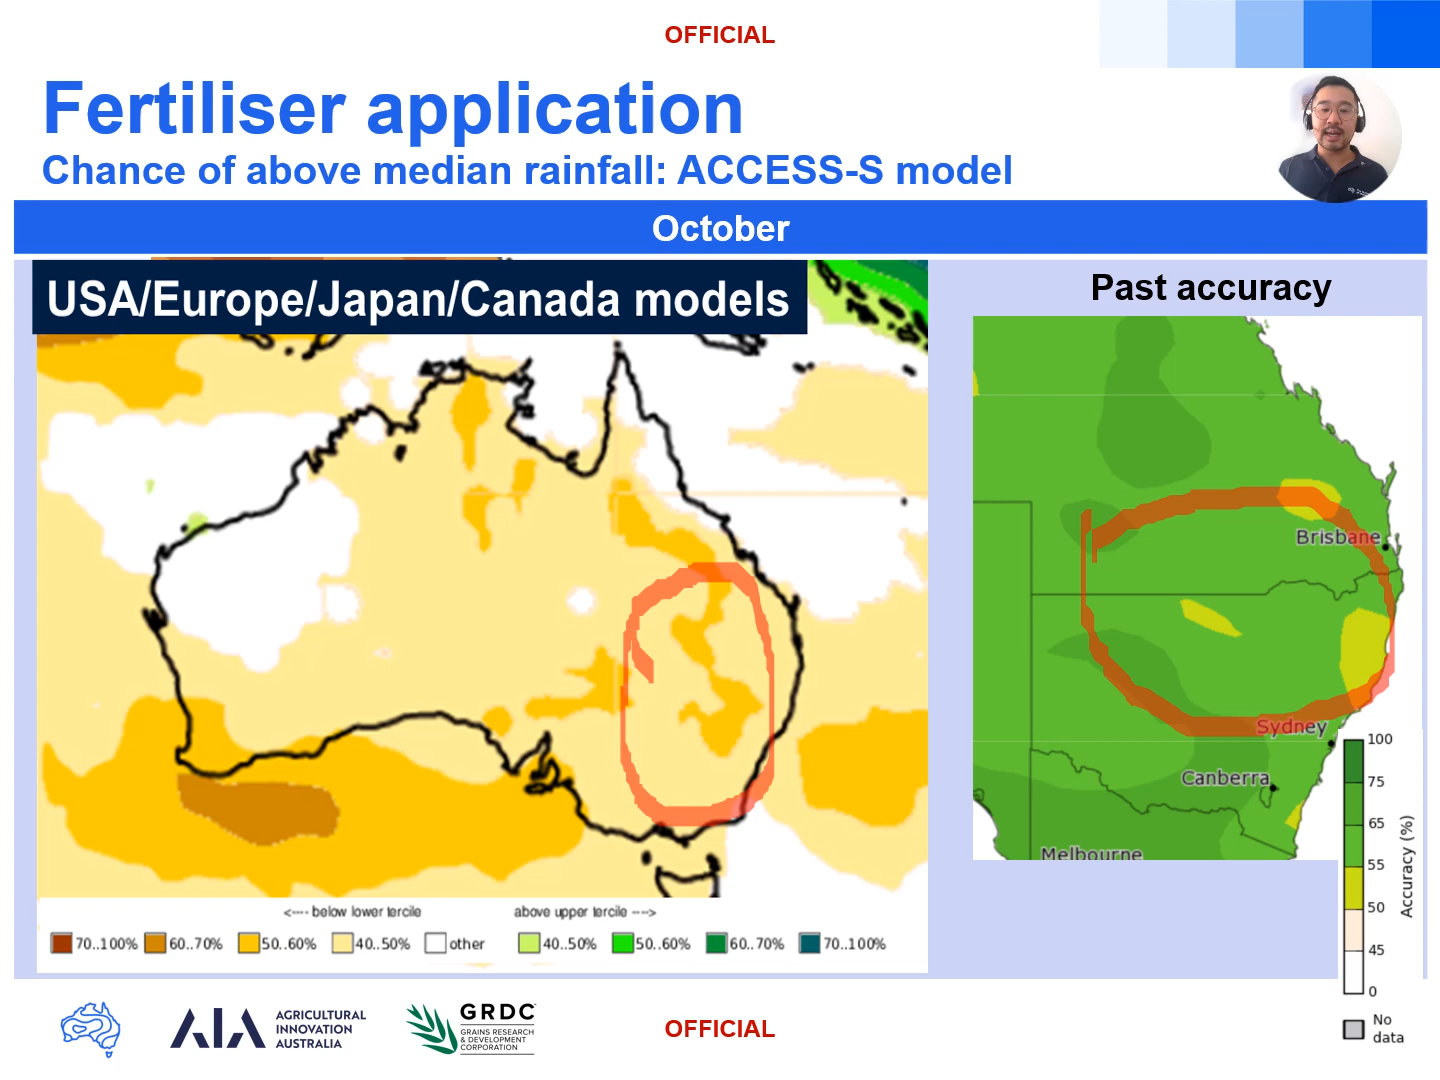 OFFICIAL
Fertiliser application
Chance of above median rainfall: ACCESS-S model
October
USA/Europe/Japan/Canada models
Past accuracy
Brisbane
Sydney
Canberra
Melbourne
100
75
65
55
50
45
0
Accuracy (%)
No
data
<---- below lower tercile
above upper tercile ---->
70..100%
60..70%
50..60%
40..50%
other
40..50%
50..60%
60..70%
70..100%
AIA
AGRICULTURAL
INNOVATION
AUSTRALIA
GRDC
GRAINS RESEARCH
& DEVELOPMENT
CORPORATION
OFFICIAL